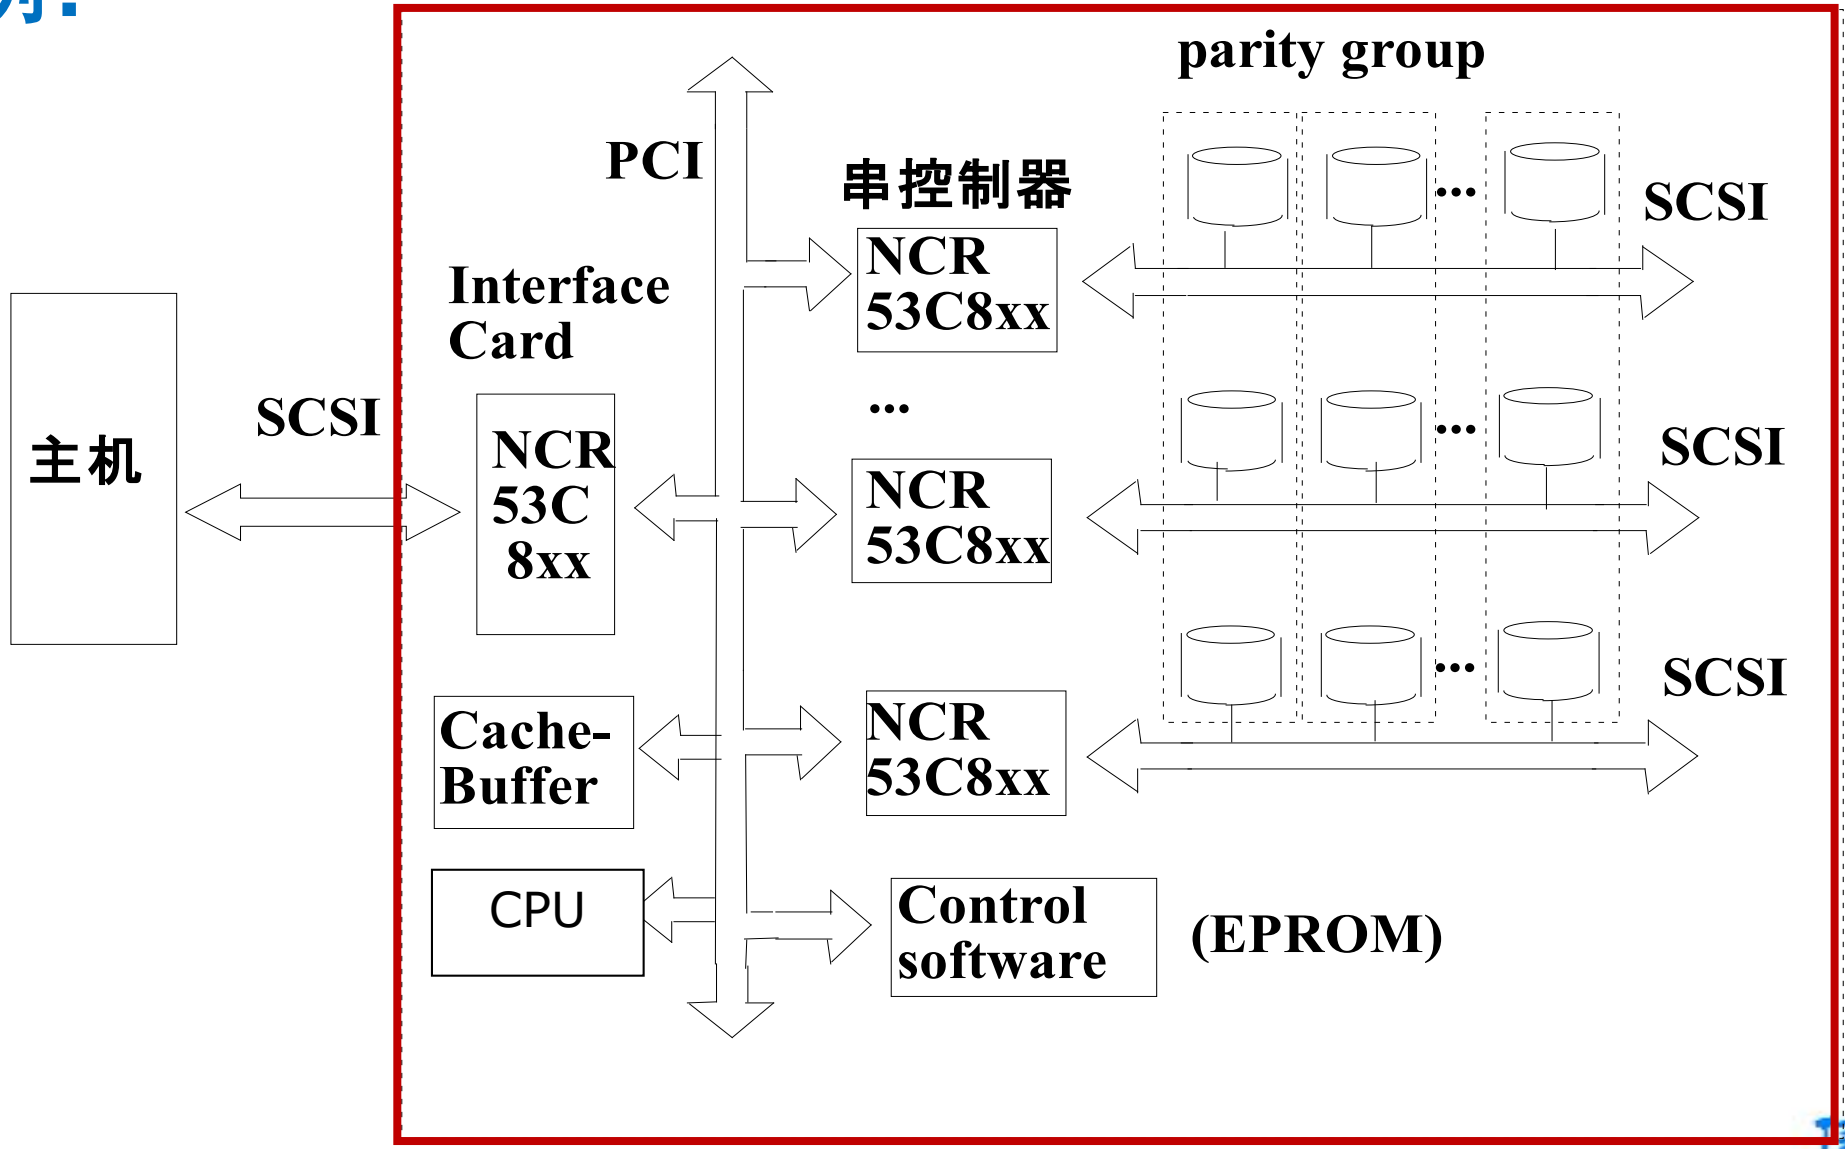 parity group
PCI
串控制器
SCSI
NCR
53C8xx
Interface
Card
...
...
SCSI
主机
NCR
53C
8xx
...
SCSI
NCR
53C8xx
...
SCSI
Cache-
Buffer
NCR
53C8xx
CPU
Control
software
(EPROM)